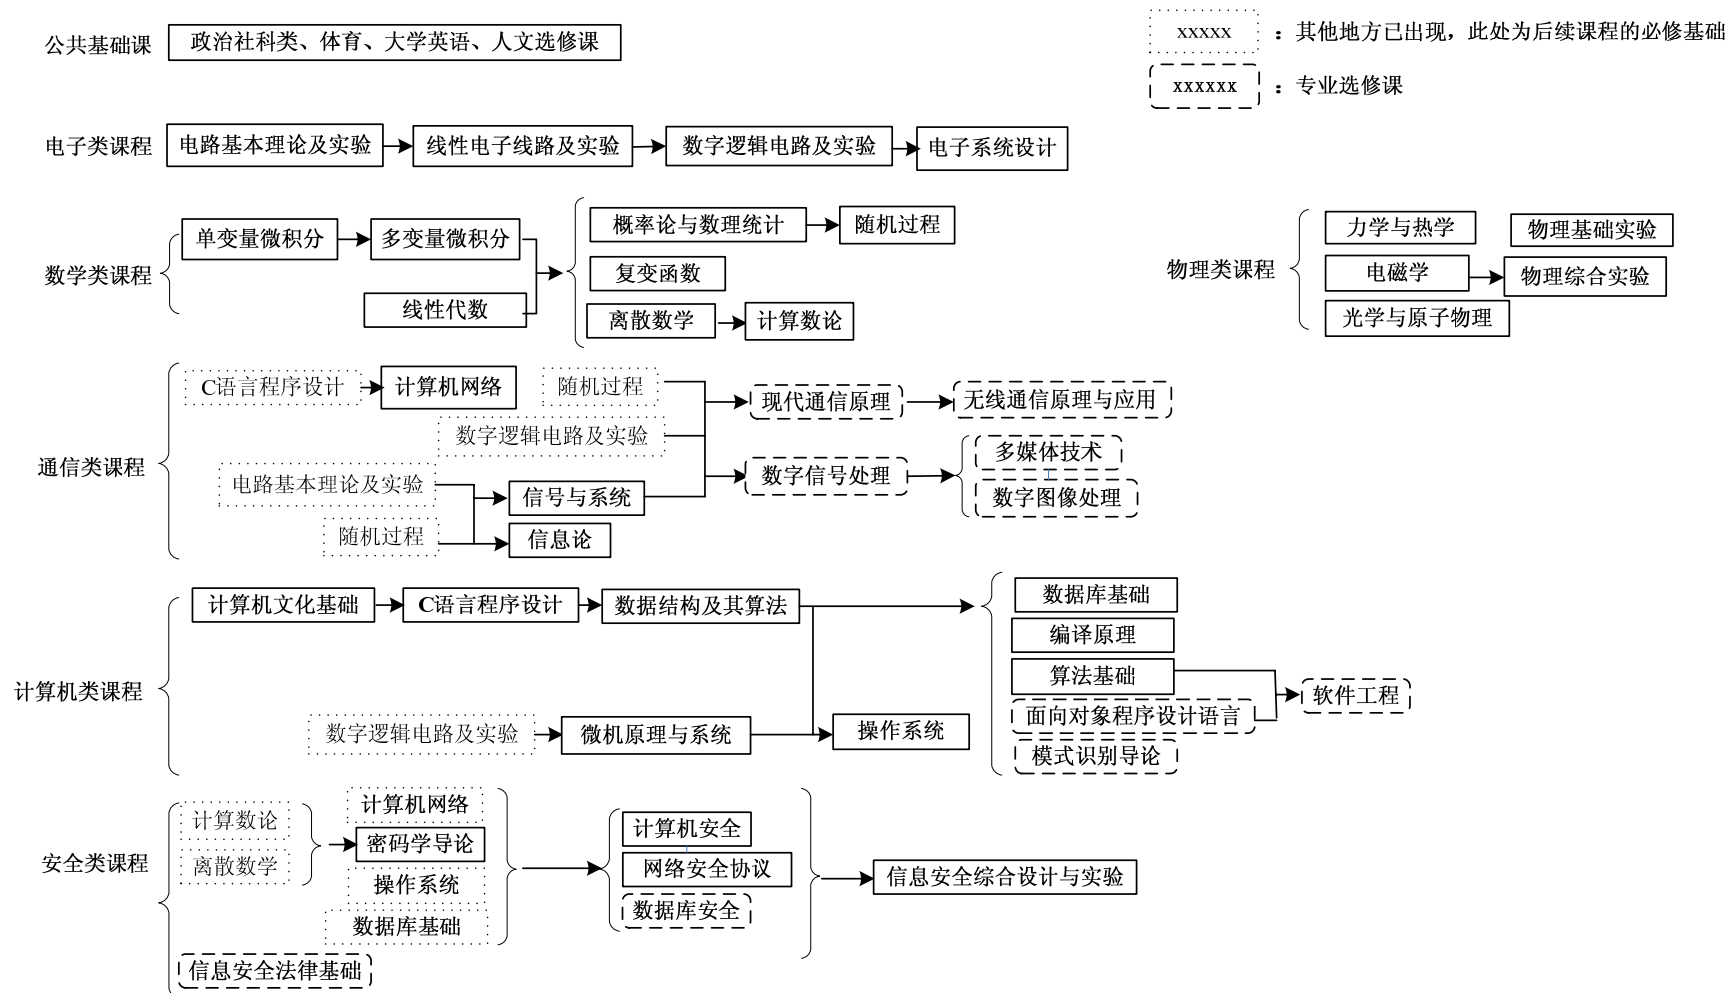 公共基础课
政治社科类、体育、大学英语、人文选修课
xxxxx
：其他地方已出现，此处为后续课程的必修基础
xxxxxx
：专业选修课
电子类课程
电路基本理论及实验
线性电子线路及实验
数字逻辑电路及实验
电子系统设计
数学类课程
单变量微积分
多变量微积分
线性代数
概率论与数理统计
随机过程
复变函数
离散数学
计算数论
物理类课程
力学与热学
物理基础实验
电磁学
物理综合实验
光学与原子物理
通信类课程
C语言程序设计
计算机网络
随机过程
数字逻辑电路及实验
电路基本理论及实验
随机过程
信号与系统
信息论
现代通信原理
无线通信原理与应用
数字信号处理
多媒体技术
数字图像处理
计算机类课程
计算机文化基础
C语言程序设计
数据结构及其算法
数字逻辑电路及实验
微机原理与系统
操作系统
数据库基础
编译原理
算法基础
面向对象程序设计语言
模式识别导论
软件工程
安全类课程
计算数论
离散数学
计算机网络
密码学导论
操作系统
数据库基础
信息安全法律基础
计算机安全
网络安全协议
数据库安全
信息安全综合设计与实验